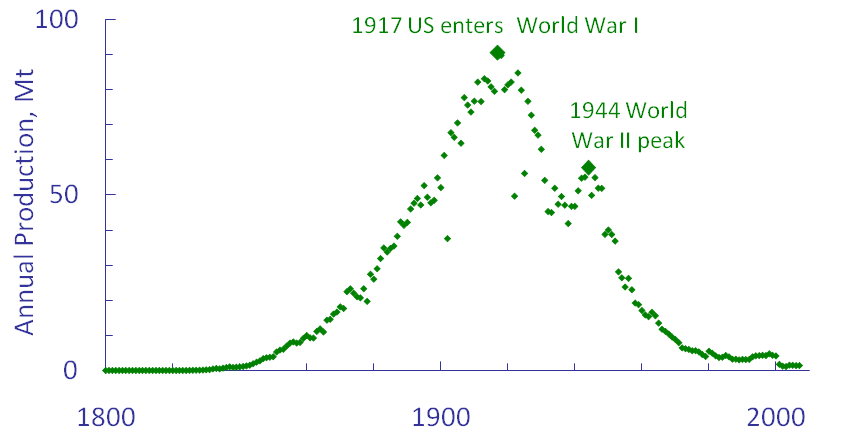 100
1917 US enters World War I
1944 World
War II peak
50
Annual Production, Mt
0
1800
1900
2000